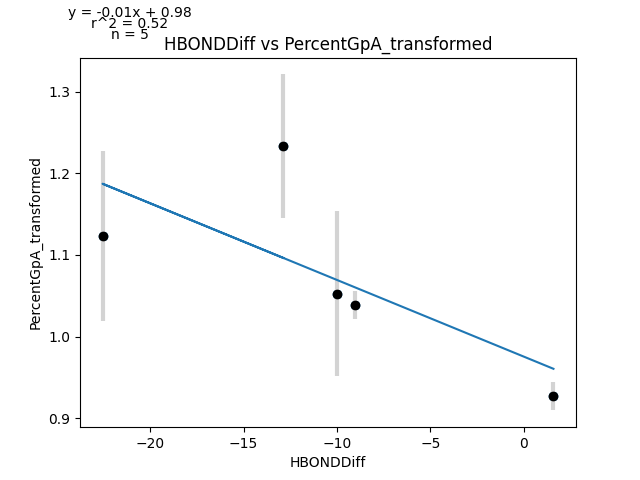 y = -0.01x + 0.98
r^2 = 0.52
n = 5
HBONDDiff vs PercentGpA_transformed
PercentGpA_transformed
1.3
1.2
1.1
1.0
0.9
−20
−15
−10
−5
0
HBONDDiff